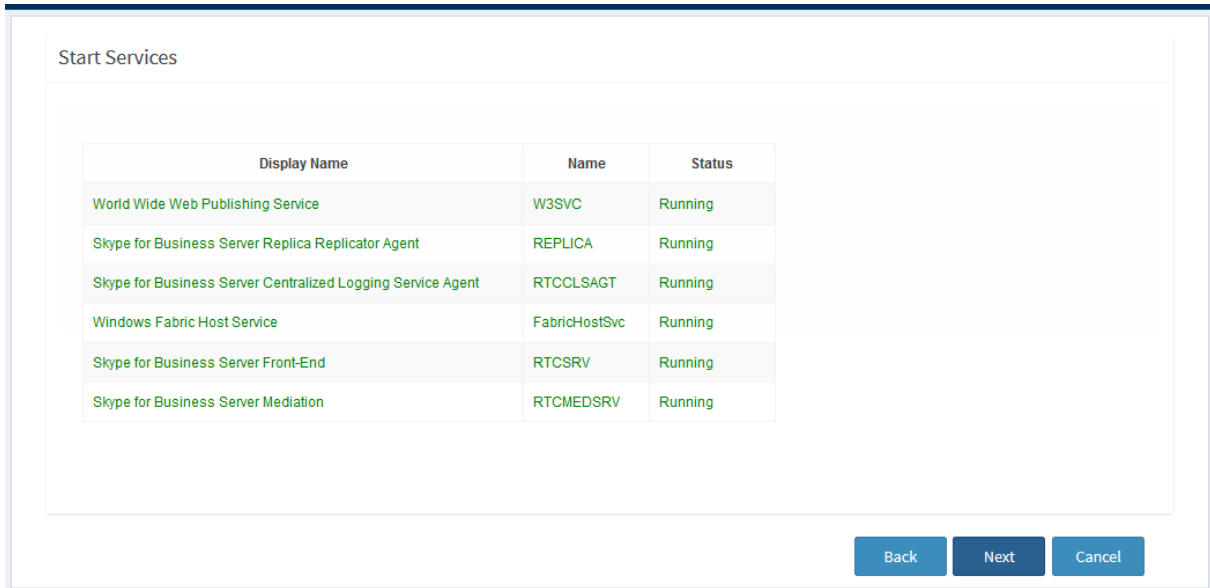 Start Services
Display Name Name Status
World Wide Web Publishing Service W3SVC Running
Skype for Business Server Replica Replicator Agent REPLICA Running
Skype for Business Server Centralized Logging Service Agent RTCCLSAGT Running
Windows Fabric Host Service FabricHostSvc Running
Skype for Business Server Front-End RTCSRV Running
Skype for Business Server Mediation RTCMEDSRV Running
Back Next Cancel